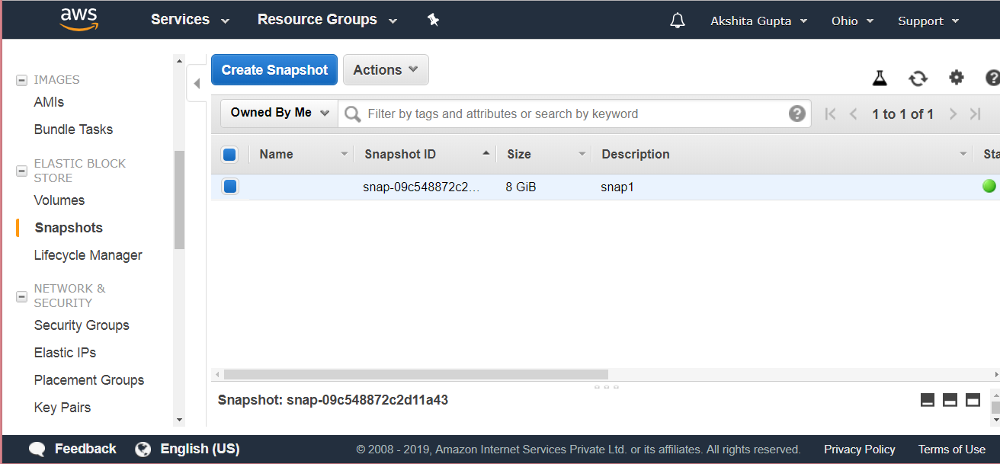 aws Services Resource Groups Akshita Gupta Ohio Support
IMAGES
AMIs
Bundle Tasks
ELASTIC BLOCK
STORE
Volumes
Snapshots
Lifecycle Manager
NETWORK &
SECURITY
Security Groups
Elastic IPs
Placement Groups
Key Pairs
Create Snapshot Actions
Owned By Me Filter by tags and attributes or search by keyword ? 1 to 1 of 1
Name Snapshot ID Size Description Sta
snap-09c548872c2... 8 GiB snap1
Snapshot: snap-09c548872c2d11a43
Feedback English (US) © 2008 - 2019, Amazon Internet Services Private Ltd. or its affiliates. All rights reserved. Privacy Policy Terms of Use